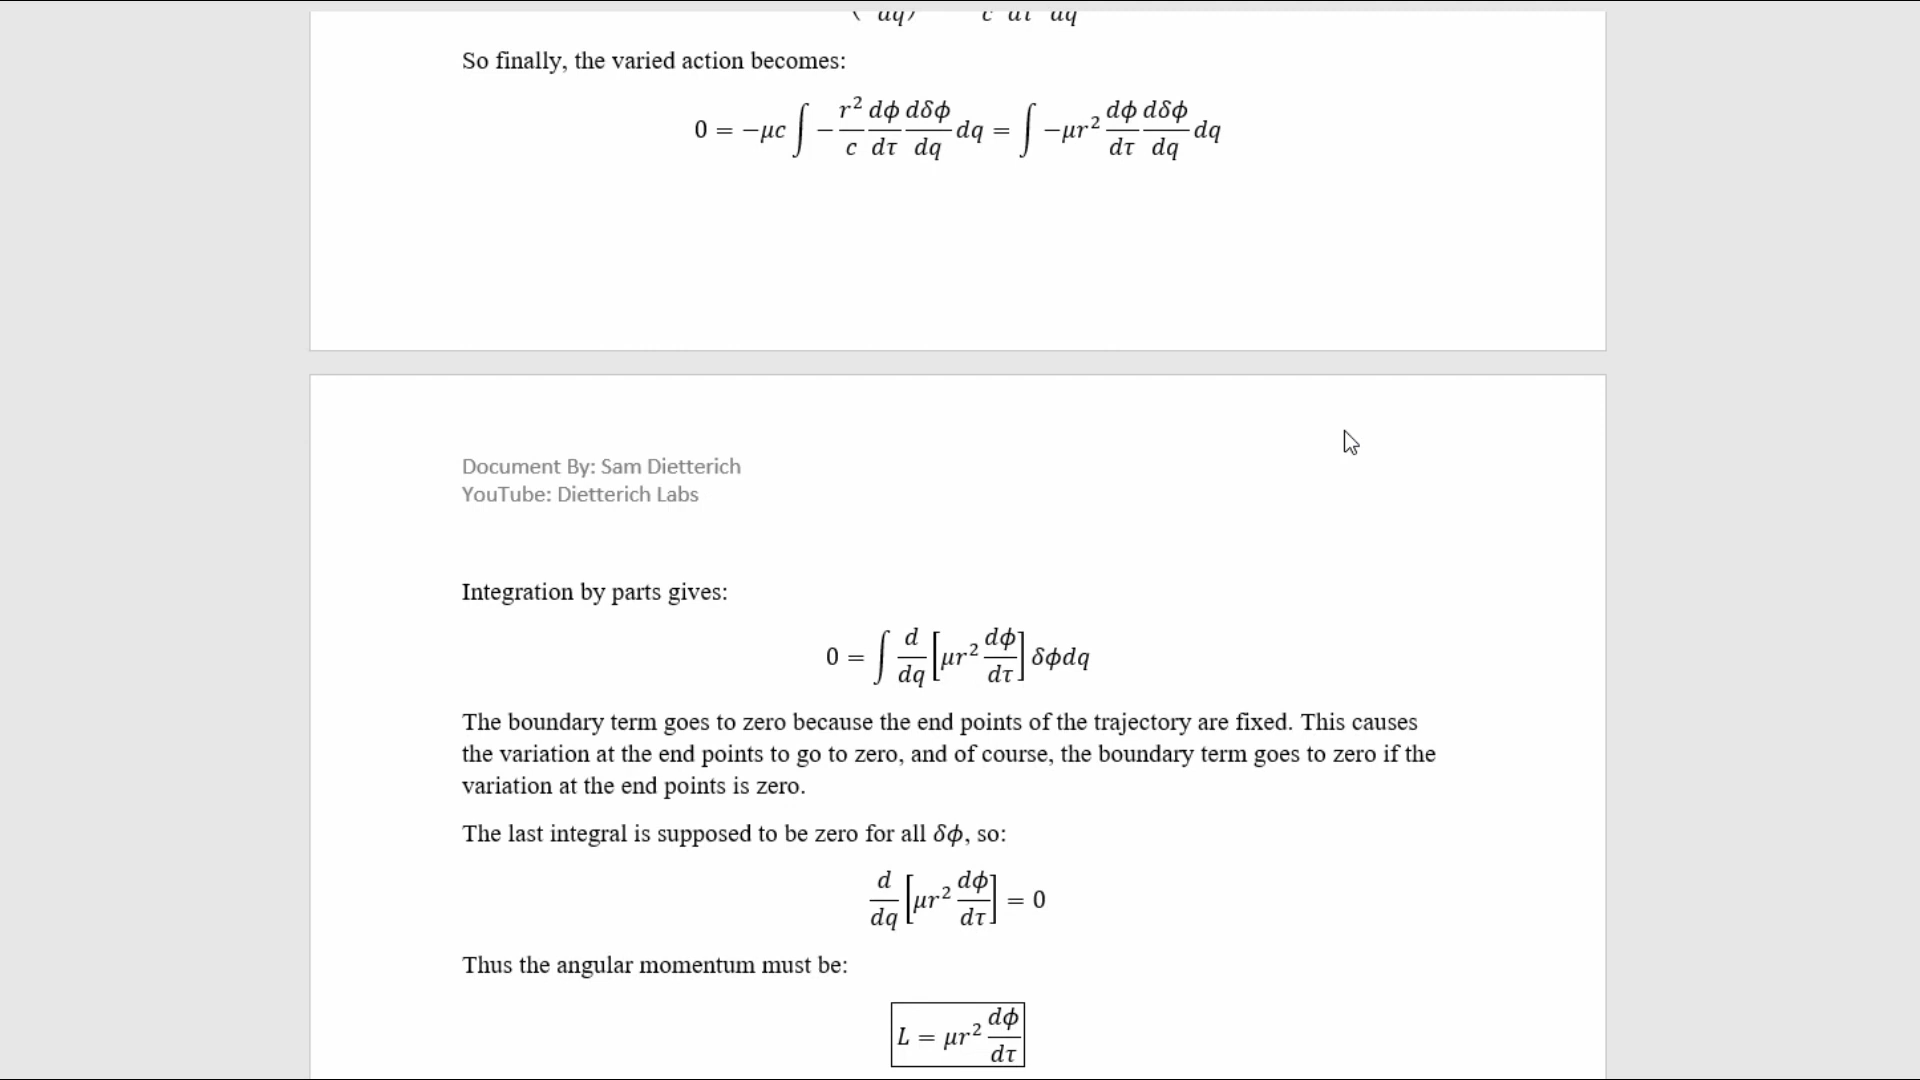 So finally, the varied action becomes:
0 = −μc ∫ − r²/c dϕ/dτ dδϕ/dq dq = ∫ −μr² dϕ/dτ dδϕ/dq dq
Document By: Sam Dietterich
YouTube: Dietterich Labs
Integration by parts gives:
0 = ∫ d/dq [μr² dϕ/dτ] δϕdq
The boundary term goes to zero because the end points of the trajectory are fixed. This causes
the variation at the end points to go to zero, and of course, the boundary term goes to zero if the
variation at the end points is zero.
The last integral is supposed to be zero for all δϕ, so:
d/dq [μr² dϕ/dτ] = 0
Thus the angular momentum must be:
L = μr² dϕ/dτ